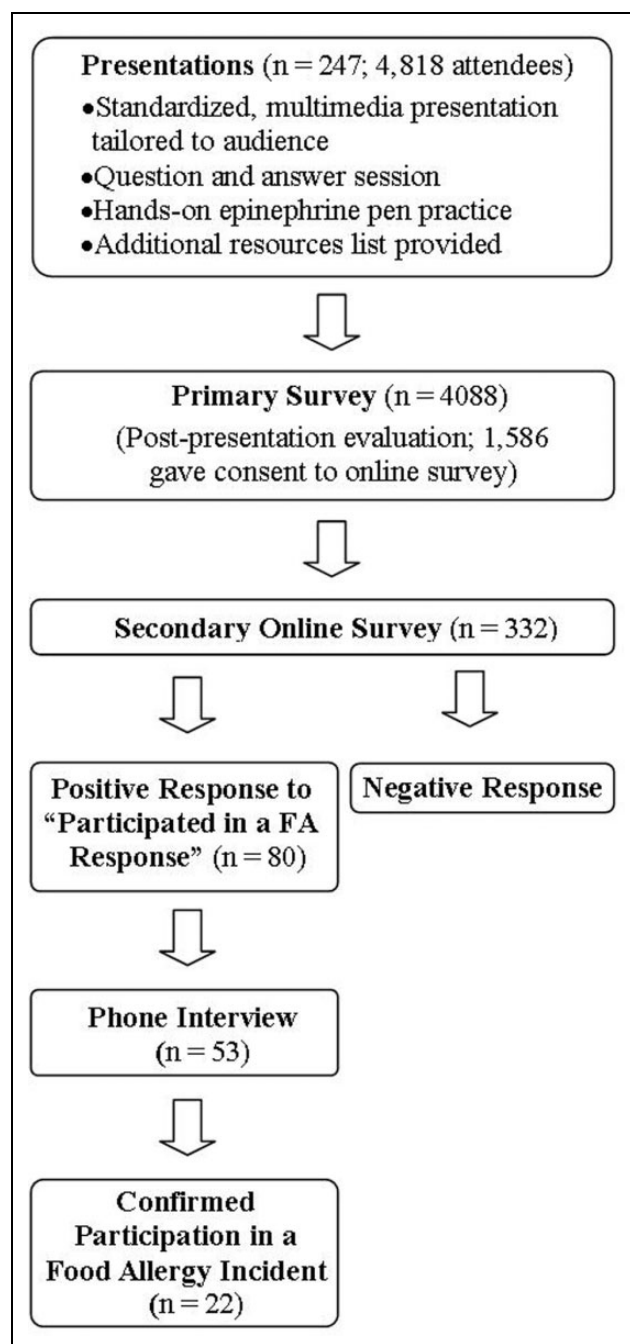 Presentations (n = 247; 4,818 attendees)
•Standardized, multimedia presentation
tailored to audience
•Question and answer session
•Hands-on epinephrine pen practice
•Additional resources list provided
Primary Survey (n = 4088)
(Post-presentation evaluation; 1,586
gave consent to online survey)
Secondary Online Survey (n = 332)
Positive Response to
“Participated in a FA
Response” (n = 80)
Negative Response
Phone Interview
(n = 53)
Confirmed
Participation in a
Food Allergy Incident
(n = 22)